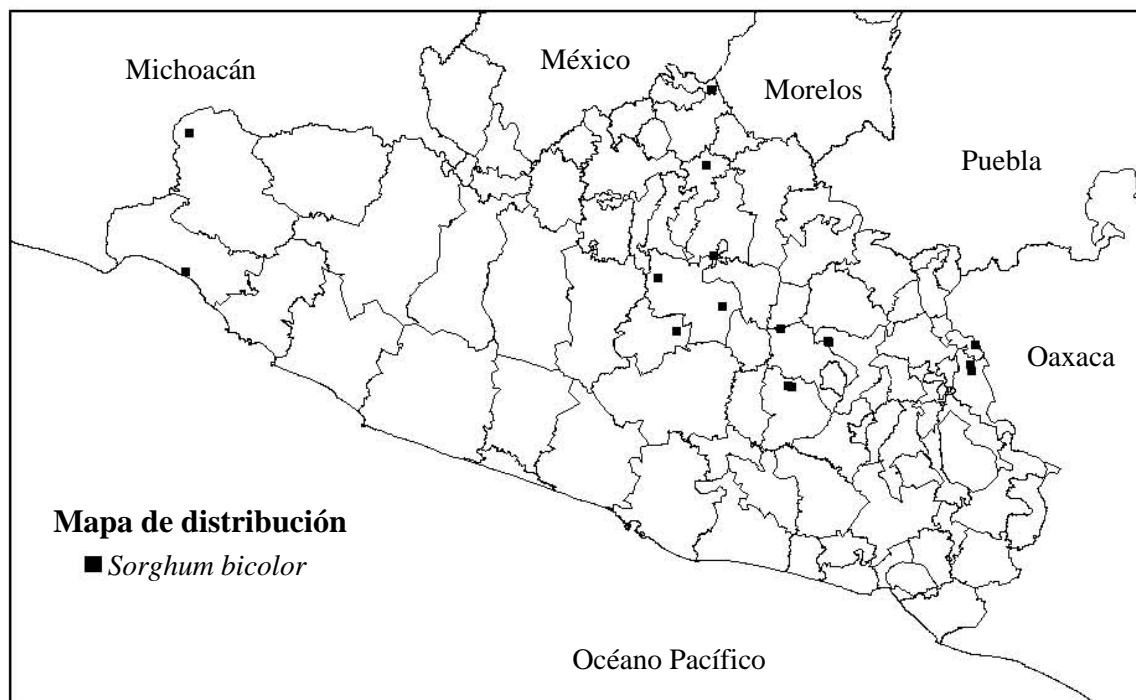 Michoacán
México
Morelos
Puebla
Oaxaca
Mapa de distribución
Sorghum bicolor
Océano Pacífico